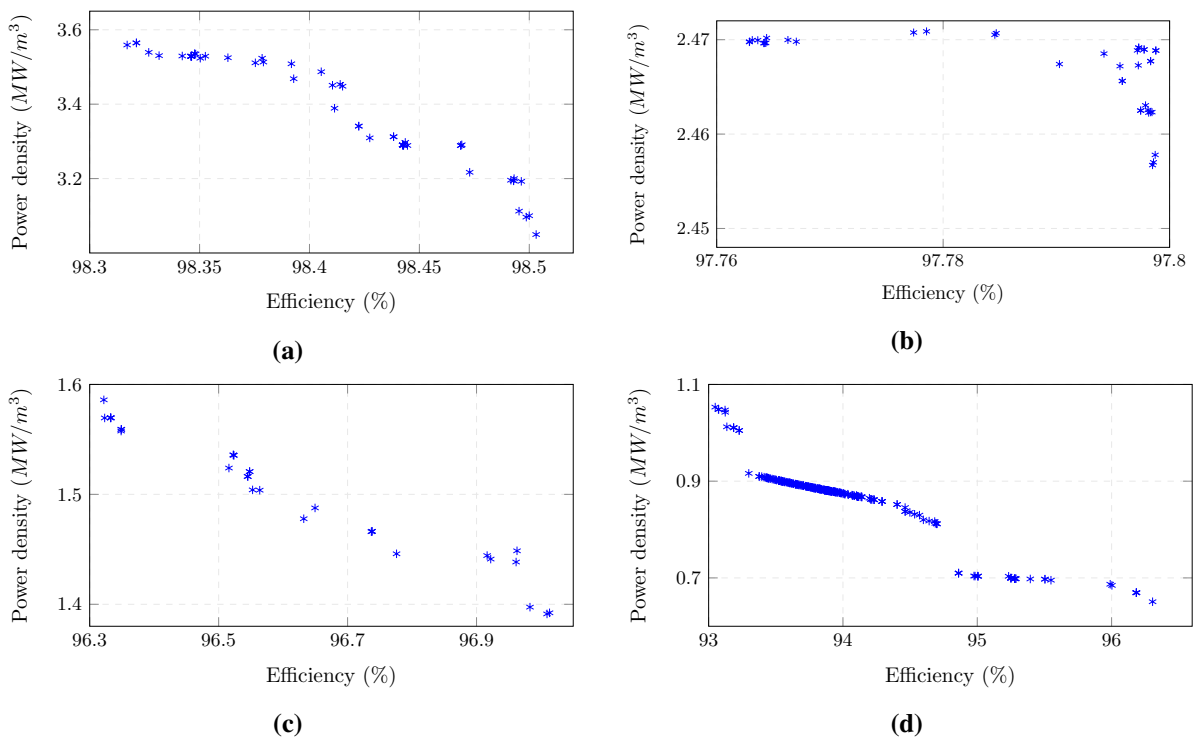 Power density (MW/m³)
3.6
3.4
3.2
98.3 98.35 98.4 98.45 98.5
Efficiency (%)
(a)
Power density (MW/m³)
2.47
2.46
2.45
97.76 97.78 97.8
Efficiency (%)
(b)
Power density (MW/m³)
1.6
1.5
1.4
96.3 96.5 96.7 96.9
Efficiency (%)
(c)
Power density (MW/m³)
1.1
0.9
0.7
93 94 95 96
Efficiency (%)
(d)